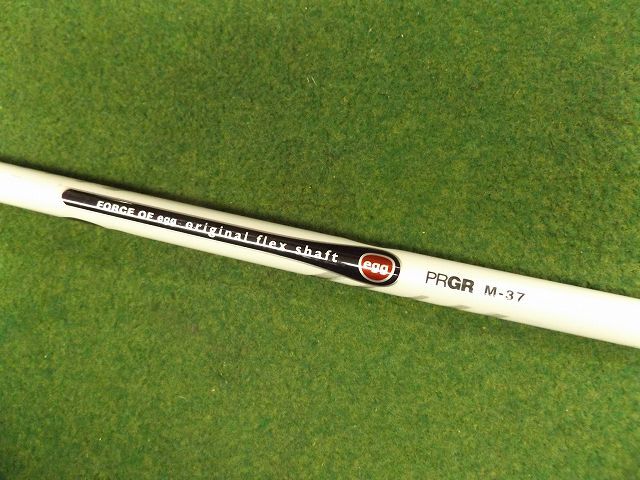 FORCE OF egg original flex shaft
egg
PRGR M-37